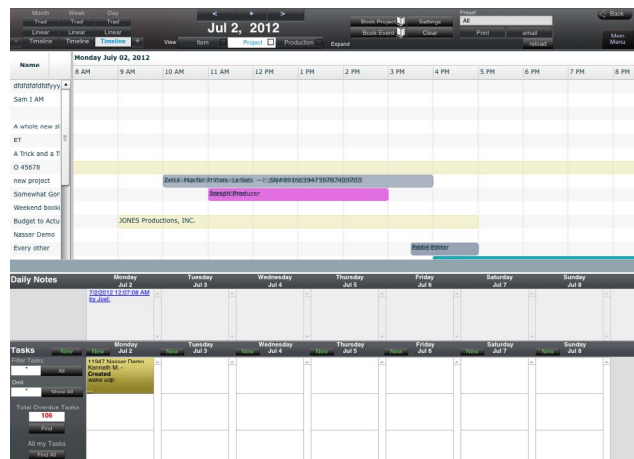 Month Week Day
Trad Trad Trad
Linear Linear Linear
- Timeline Timeline Timeline +
< * >
Jul 2, 2012
View Item Project Production Expand
Book Project Settings
Book Event Clear
Preset
All
Print email
reload
Back
Main
Menu
Name
Monday July 02, 2012
8 AM 9 AM 10 AM 11 AM 12 PM 1 PM 2 PM 3 PM 4 PM 5 PM 6 PM 7 PM 8 PM
dfdfdfdfdfyyy
Sam I AM
A whole new sl
ET
A Trick and a T
O 45678
new project
Somewhat Gor
Weekend booki
Budget to Actu
Nasser Demo
Every other
Zeiss Master Primes Lenses
Joeseph Producer
JONES Productions, INC.
Eddie Editor
Daily Notes
Monday Tuesday Wednesday Thursday Friday Saturday Sunday
Jul 2 Jul 3 Jul 4 Jul 5 Jul 6 Jul 7 Jul 8
7/2/2012 12:07:08 AM
by Joel:
Monday Tuesday Wednesday Thursday Friday Saturday Sunday
Tasks New New Jul 2 New Jul 3 New Jul 4 New Jul 5 New Jul 6 New Jul 7 New Jul 8
Filter Tasks
* All
Omit
* Show All
Total Overdue Tasks
106
Find
All my Tasks
Find All
11947 Nasser Demo
Kenneth M. -
Created
wake udp